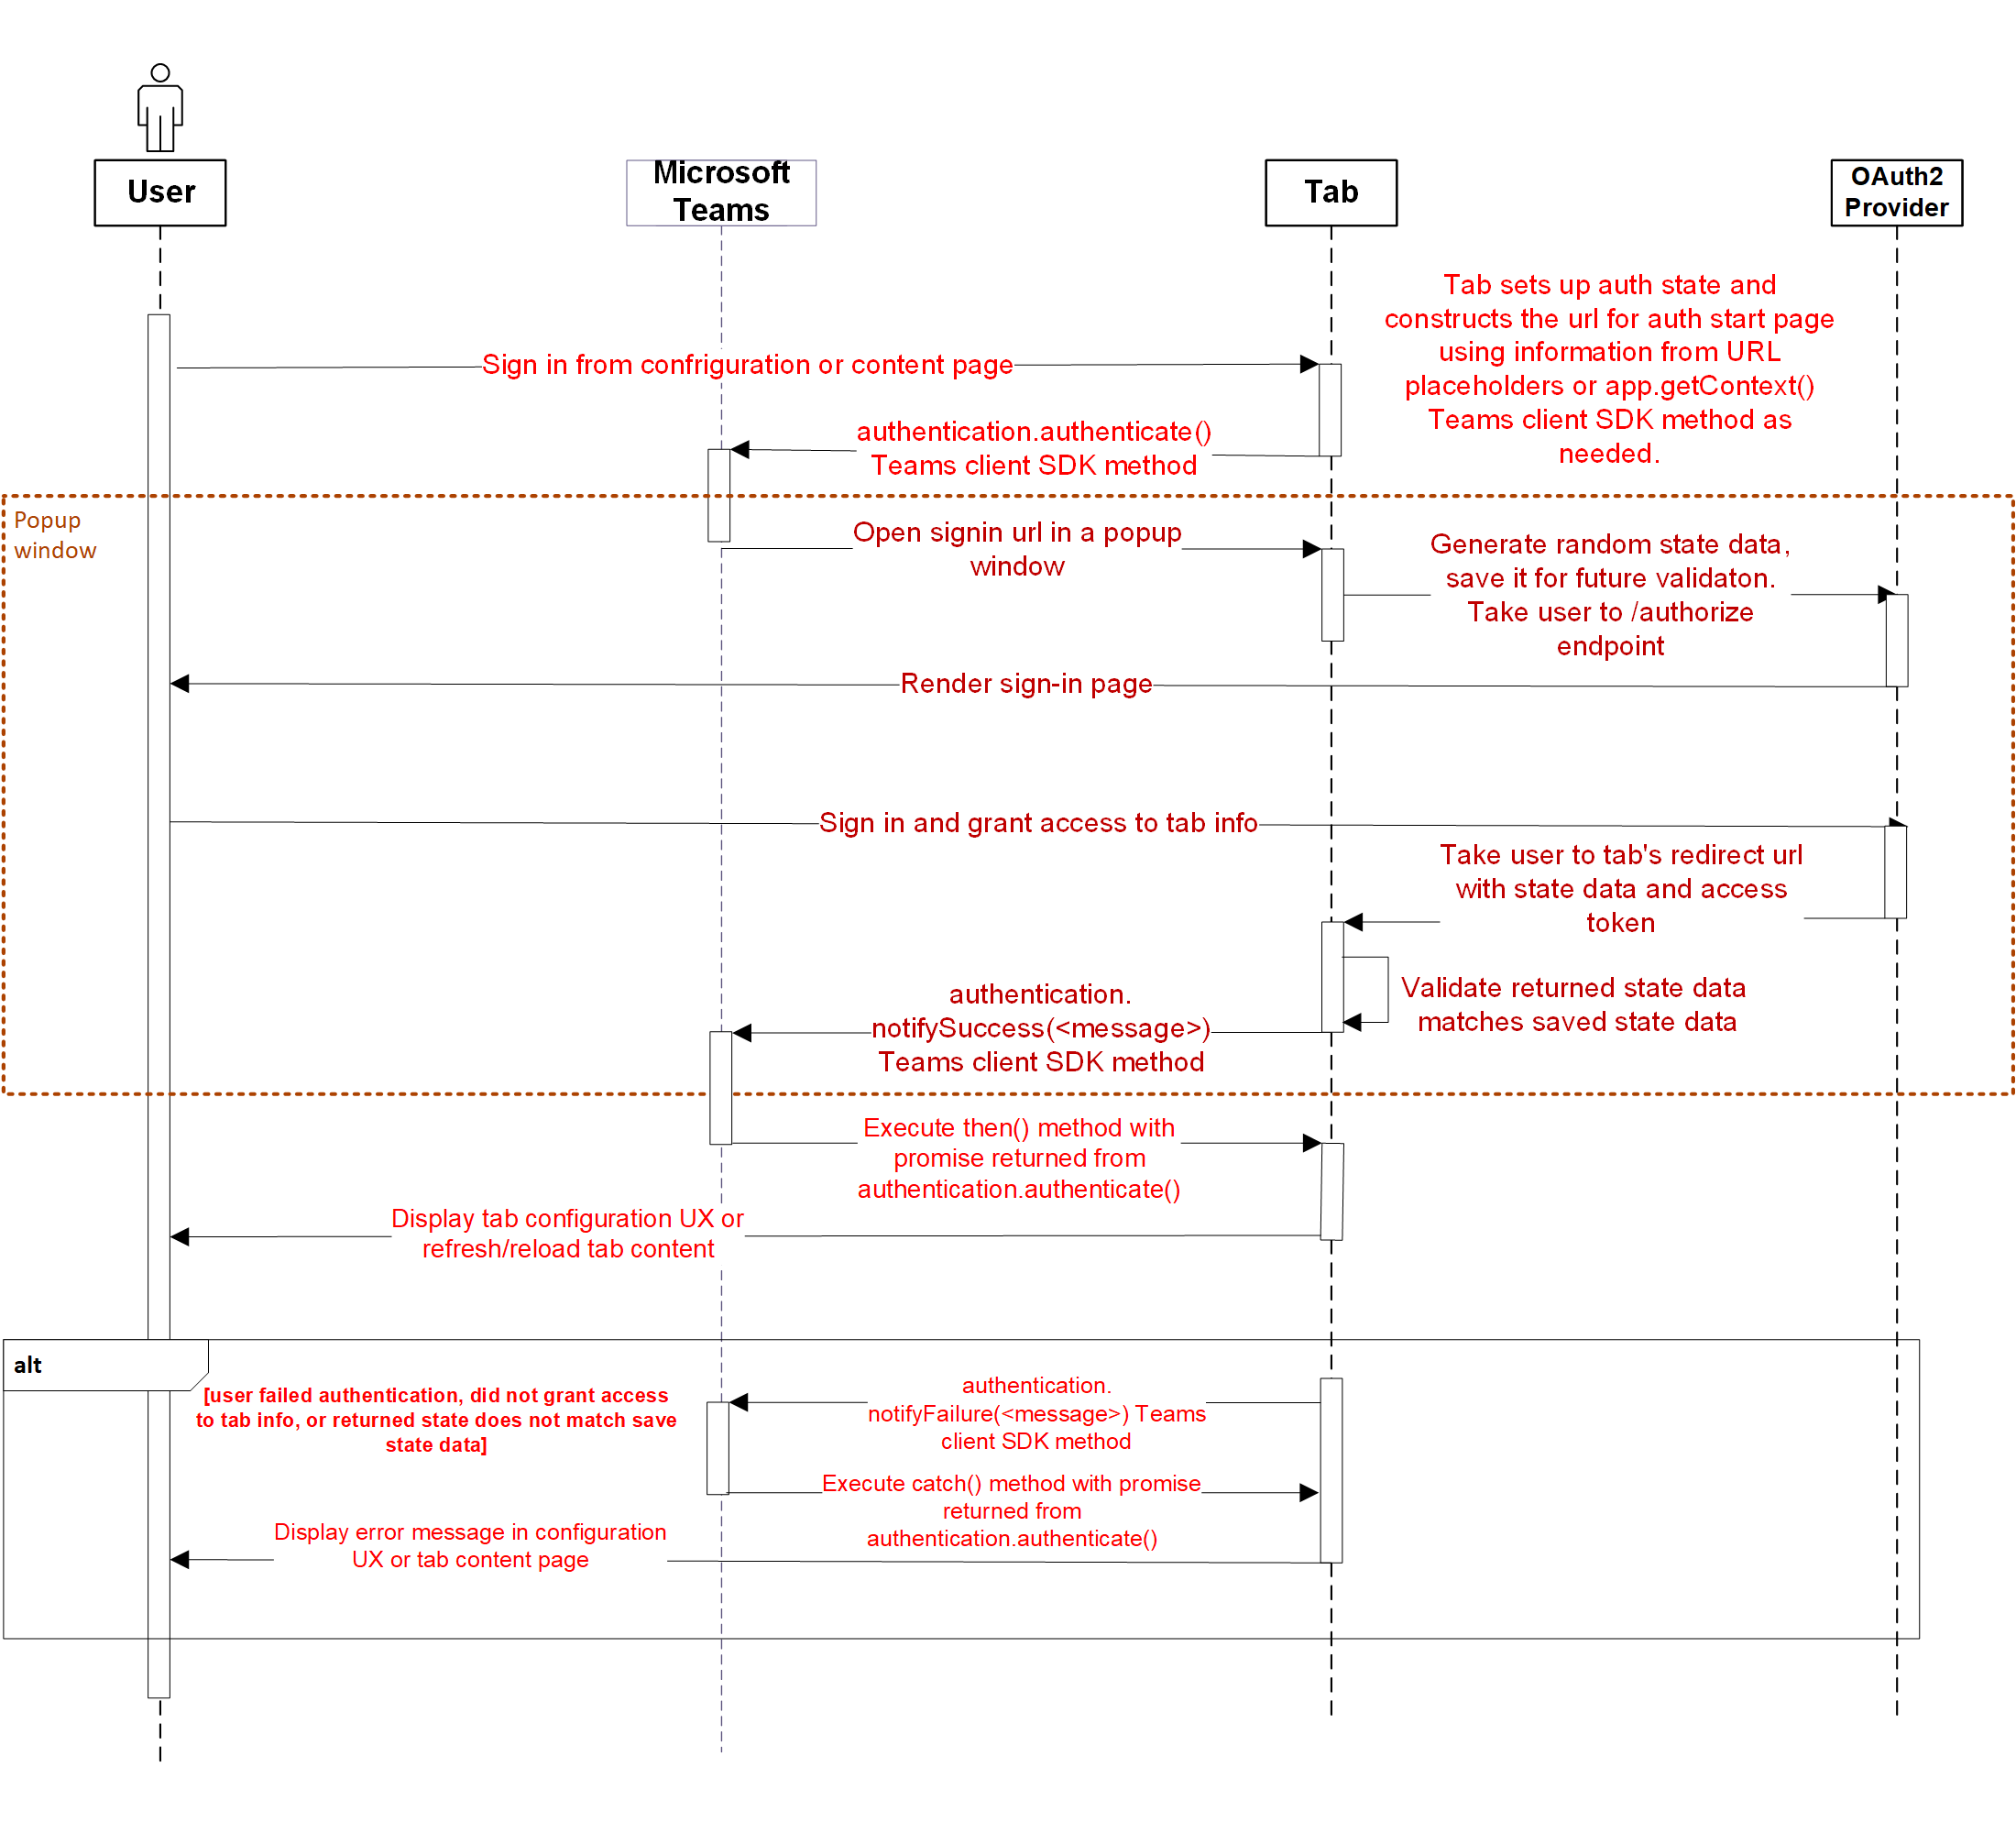 User
Microsoft
Teams
Tab
OAuth2
Provider
Tab sets up auth state and
constructs the url for auth start page
using information from URL
placeholders or app.getContext()
Teams client SDK method as
needed.
Sign in from confriguration or content page
authentication.authenticate()
Teams client SDK method
Popup
window
Open signin url in a popup
window
Generate random state data,
save it for future validaton.
Take user to /authorize
endpoint
Render sign-in page
Sign in and grant access to tab info
Take user to tab's redirect url
with state data and access
token
Validate returned state data
matches saved state data
authentication.
notifySuccess(<message>)
Teams client SDK method
Execute then() method with
promise returned from
authentication.authenticate()
Display tab configuration UX or
refresh/reload tab content
alt
[user failed authentication, did not grant access
to tab info, or returned state does not match save
state data]
authentication.
notifyFailure(<message>) Teams
client SDK method
Execute catch() method with promise
returned from
authentication.authenticate()
Display error message in configuration
UX or tab content page